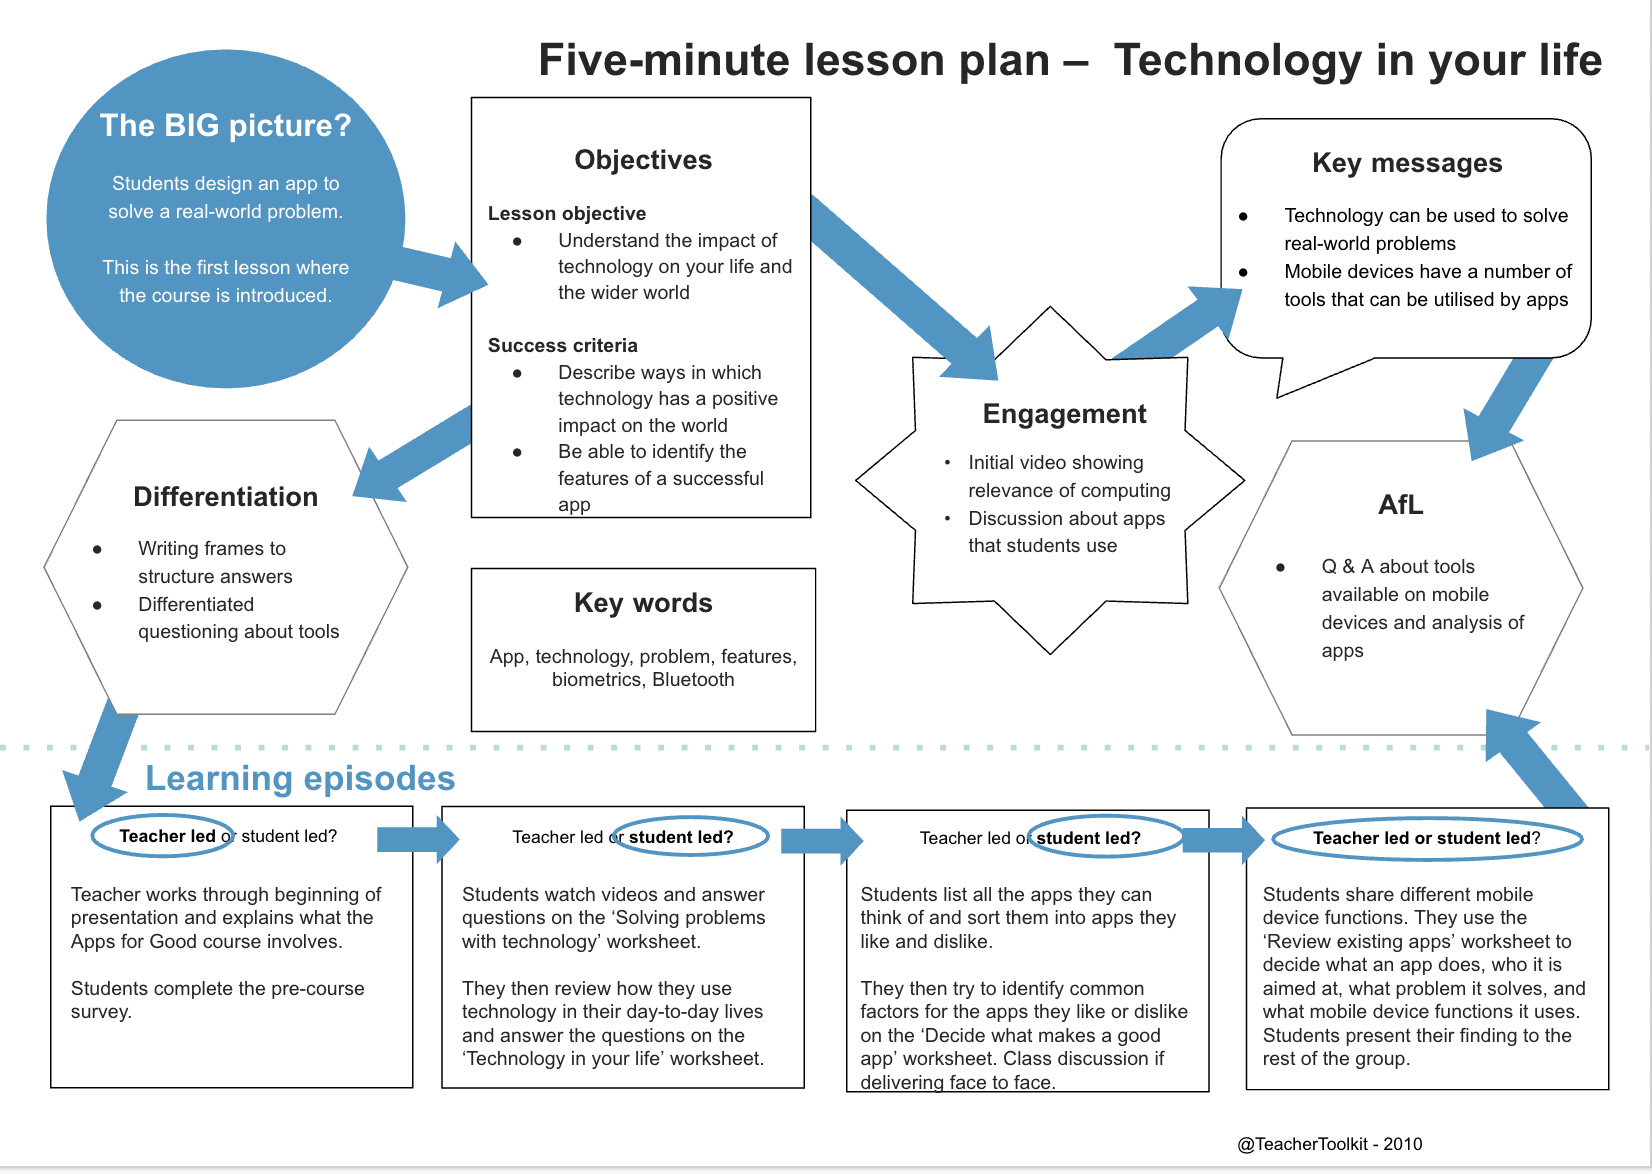 Five-minute lesson plan –  Technology in your life
The BIG picture?
Students design an app to
solve a real-world problem.
This is the first lesson where
the course is introduced.
Objectives
Lesson objective
● Understand the impact of
technology on your life and
the wider world
Success criteria
● Describe ways in which
technology has a positive
impact on the world
● Be able to identify the
features of a successful
app
Key messages
● Technology can be used to solve
real-world problems
● Mobile devices have a number of
tools that can be utilised by apps
Engagement
• Initial video showing
relevance of computing
• Discussion about apps
that students use
Differentiation
● Writing frames to
structure answers
● Differentiated
questioning about tools
Key words
App, technology, problem, features,
biometrics, Bluetooth
AfL
● Q & A about tools
available on mobile
devices and analysis of
apps
Learning episodes
Teacher led or student led?
Teacher works through beginning of
presentation and explains what the
Apps for Good course involves.
Students complete the pre-course
survey.
Teacher led or student led?
Students watch videos and answer
questions on the ‘Solving problems
with technology’ worksheet.
They then review how they use
technology in their day-to-day lives
and answer the questions on the
‘Technology in your life’ worksheet.
Teacher led or student led?
Students list all the apps they can
think of and sort them into apps they
like and dislike.
They then try to identify common
factors for the apps they like or dislike
on the ‘Decide what makes a good
app’ worksheet. Class discussion if
delivering face to face.
Teacher led or student led?
Students share different mobile
device functions. They use the
‘Review existing apps’ worksheet to
decide what an app does, who it is
aimed at, what problem it solves, and
what mobile device functions it uses.
Students present their finding to the
rest of the group.
@TeacherToolkit - 2010